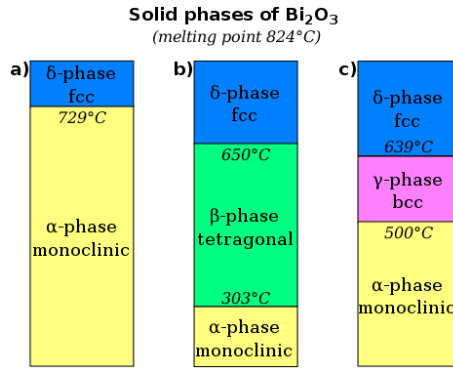 Solid phases of Bi₂O₃
(melting point 824°C)
a)
δ-phase
fcc
729°C
α-phase
monoclinic
b)
δ-phase
fcc
650°C
β-phase
tetragonal
303°C
α-phase
monoclinic
c)
δ-phase
fcc
639°C
γ-phase
bcc
500°C
α-phase
monoclinic